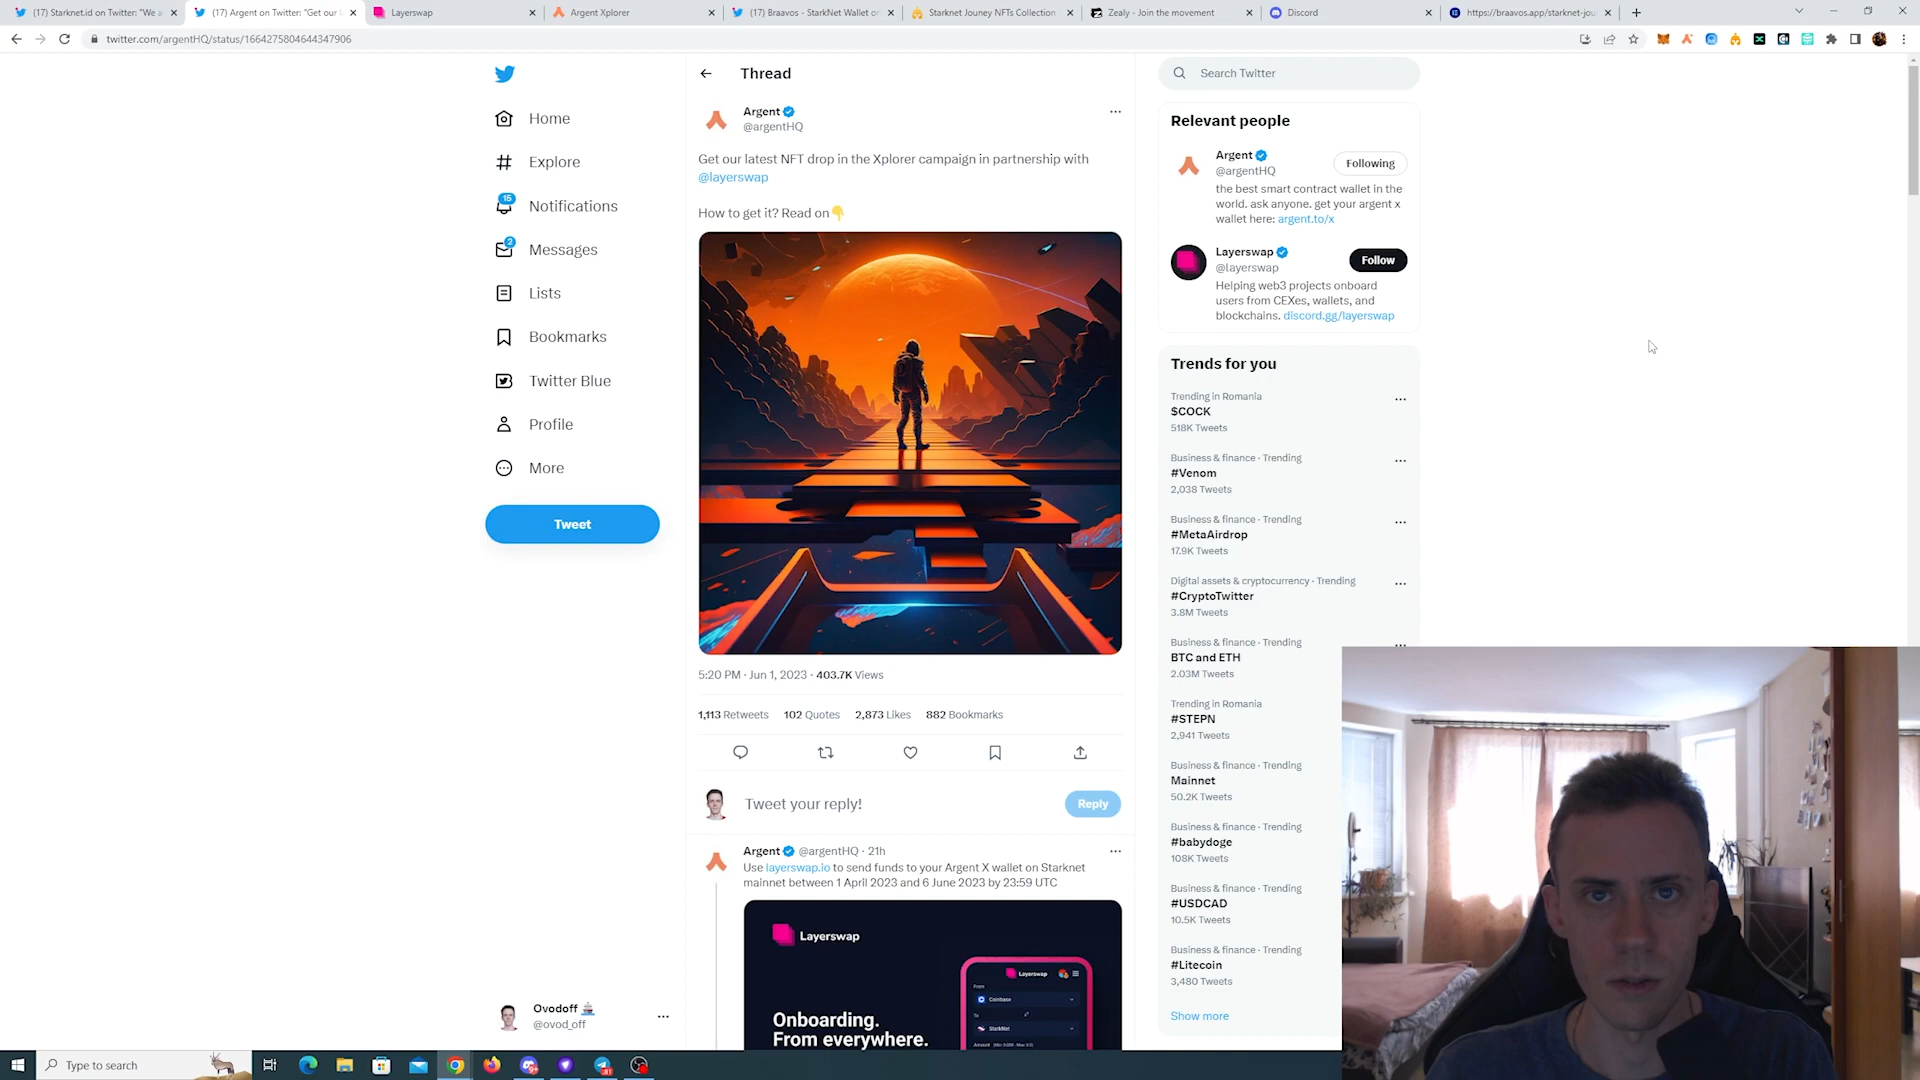 (17) Starknet.id on Twitter: "We a
(17) Argent on Twitter: "Get our l
Layerswap
Argent Xplorer
(17) Braavos - StarkNet Wallet on
Starknet Jouney NFTs Collection
Zealy - Join the movement
Discord
https://braavos.app/starknet-jou
twitter.com/argentHQ/status/1664275804644347906
Home
Explore
15
Notifications
2
Messages
Lists
Bookmarks
Twitter Blue
Profile
More
Tweet
Ovodoff
@ovod_off
Thread
Argent
@argentHQ
Get our latest NFT drop in the Xplorer campaign in partnership with
@layerswap
How to get it? Read on
5:20 PM · Jun 1, 2023 · 403.7K Views
1,113 Retweets 102 Quotes 2,873 Likes 882 Bookmarks
Tweet your reply!
Reply
Argent @argentHQ · 21h
Use layerswap.io to send funds to your Argent X wallet on Starknet
mainnet between 1 April 2023 and 6 June 2023 by 23:59 UTC
Layerswap
Onboarding.
From everywhere.
Layerswap
From
Coinbase
To
StarkNet
Search Twitter
Relevant people
Argent
@argentHQ
Following
the best smart contract wallet in the
world. ask anyone. get your argent x
wallet here: argent.to/x
Layerswap
@layerswap
Follow
Helping web3 projects onboard
users from CEXes, wallets, and
blockchains. discord.gg/layerswap
Trends for you
Trending in Romania
$COCK
518K Tweets
Business & finance · Trending
#Venom
2,038 Tweets
Business & finance · Trending
#MetaAirdrop
17.9K Tweets
Digital assets & cryptocurrency · Trending
#CryptoTwitter
3.8M Tweets
Business & finance · Trending
BTC and ETH
2.03M Tweets
Trending in Romania
#STEPN
2,941 Tweets
Business & finance · Trending
Mainnet
50.2K Tweets
Business & finance · Trending
#babydoge
108K Tweets
Business & finance · Trending
#USDCAD
10.5K Tweets
Business & finance · Trending
#Litecoin
3,480 Tweets
Show more
Type to search